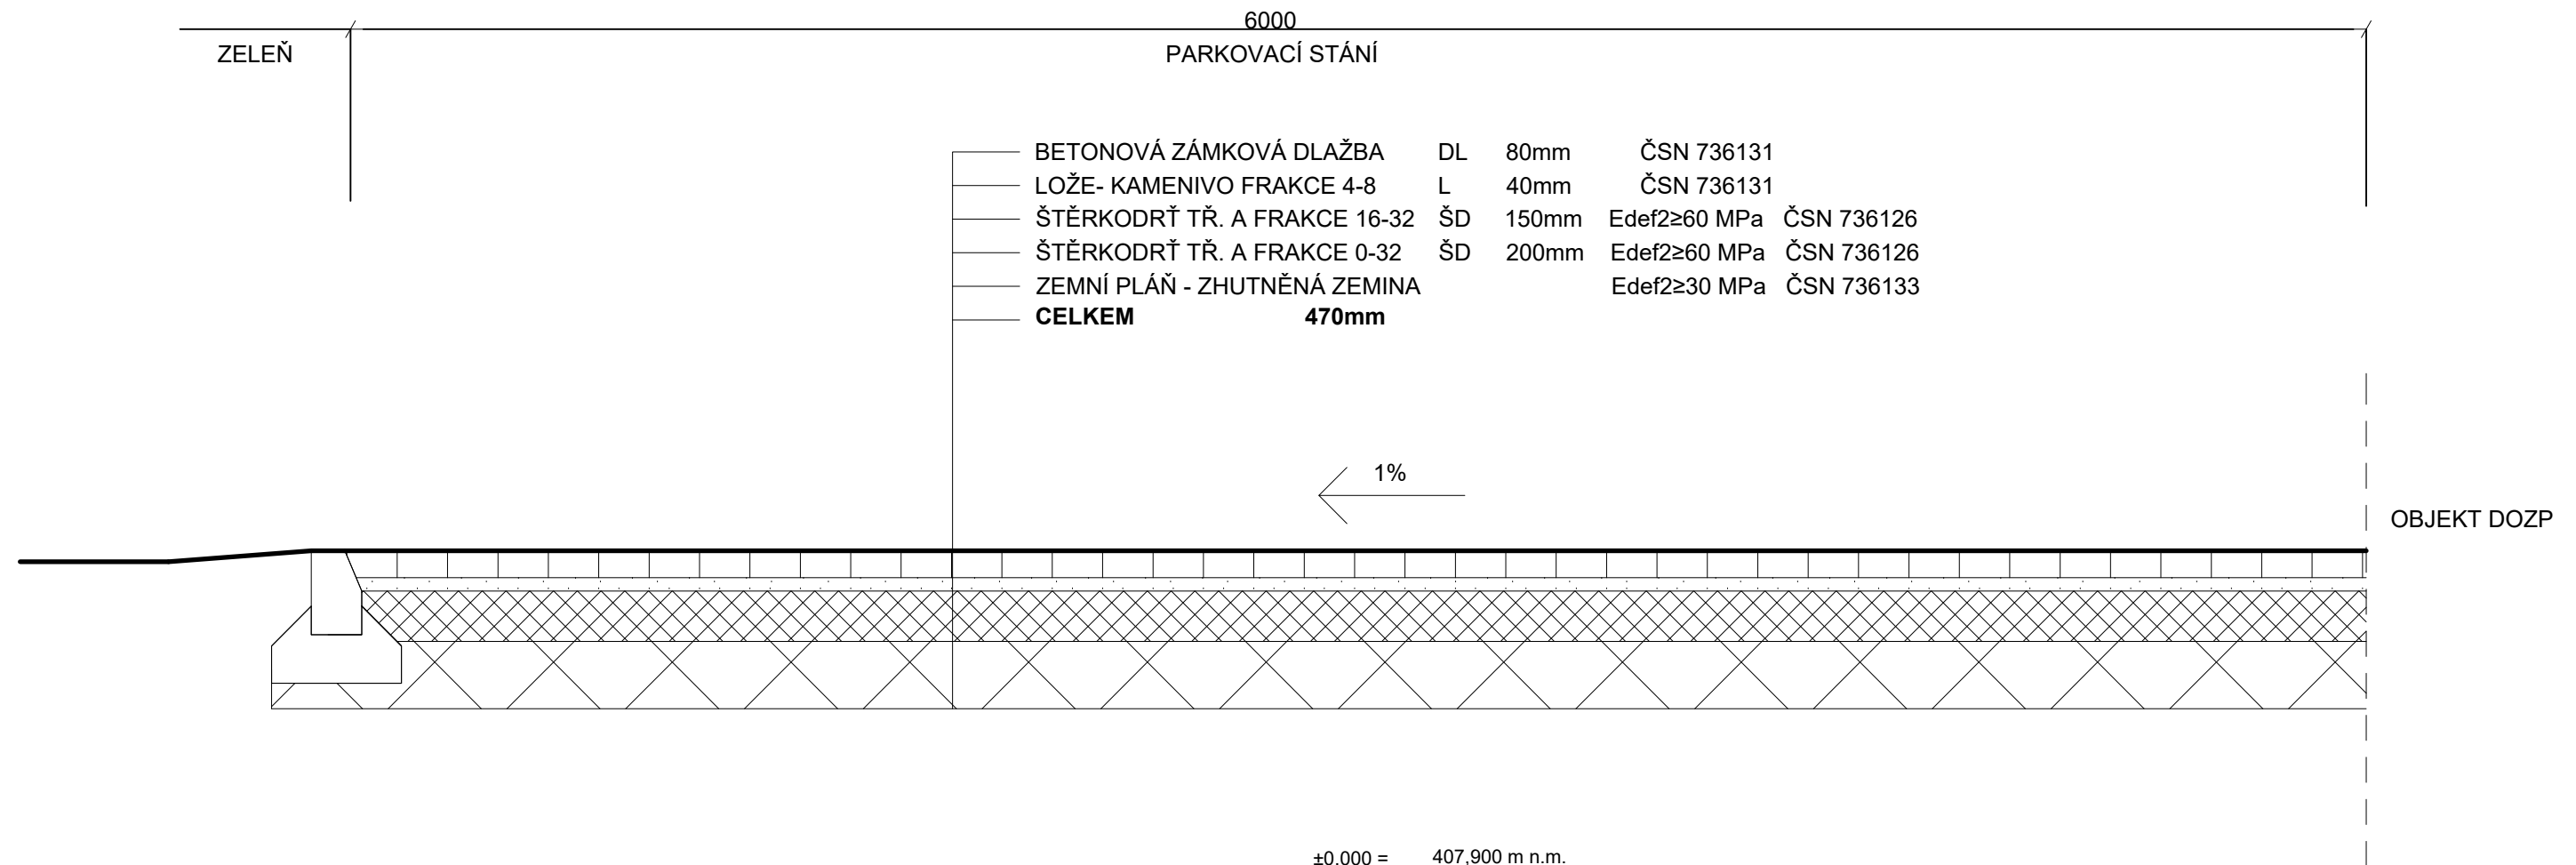 6000
ZELEŇ PARKOVACÍ STÁNÍ
BETONOVÁ ZÁMKOVÁ DLAŽBA DL 80mm ČSN 736131
LOŽE- KAMENIVO FRAKCE 4-8 L 40mm ČSN 736131
ŠTĚRKODRŤ TŘ. A FRAKCE 16-32 ŠD 150mm Edef2≥60 MPa ČSN 736126
ŠTĚRKODRŤ TŘ. A FRAKCE 0-32 ŠD 200mm Edef2≥60 MPa ČSN 736126
ZEMNÍ PLÁŇ - ZHUTNĚNÁ ZEMINA Edef2≥30 MPa ČSN 736133
CELKEM 470mm
1%
OBJEKT DOZP
±0,000 = 407,900 m n.m.